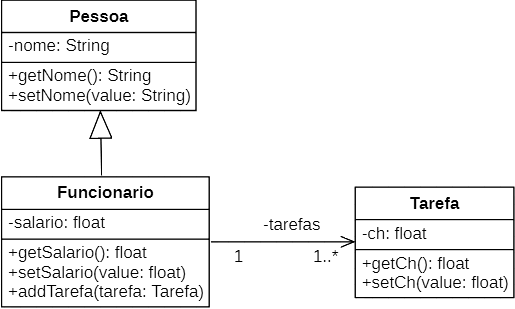 Pessoa
-nome: String
+getNome(): String
+setNome(value: String)
Funcionario
-salario: float
+getSalario(): float
+setSalario(value: float)
+addTarefa(tarefa: Tarefa)
-tarefas
1
1..*
Tarefa
-ch: float
+getCh(): float
+setCh(value: float)